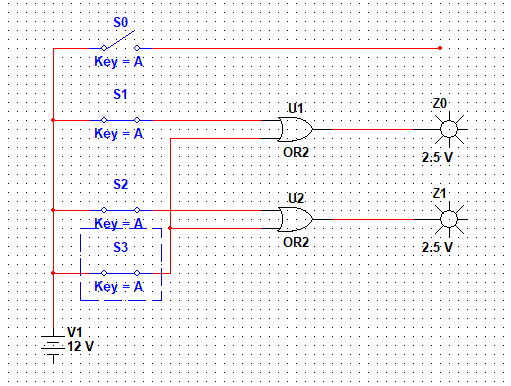 S0
Key = A
S1
Key = A
U1
OR2
Z0
2.5 V
S2
Key = A
U2
OR2
Z1
2.5 V
S3
Key = A
V1
12 V